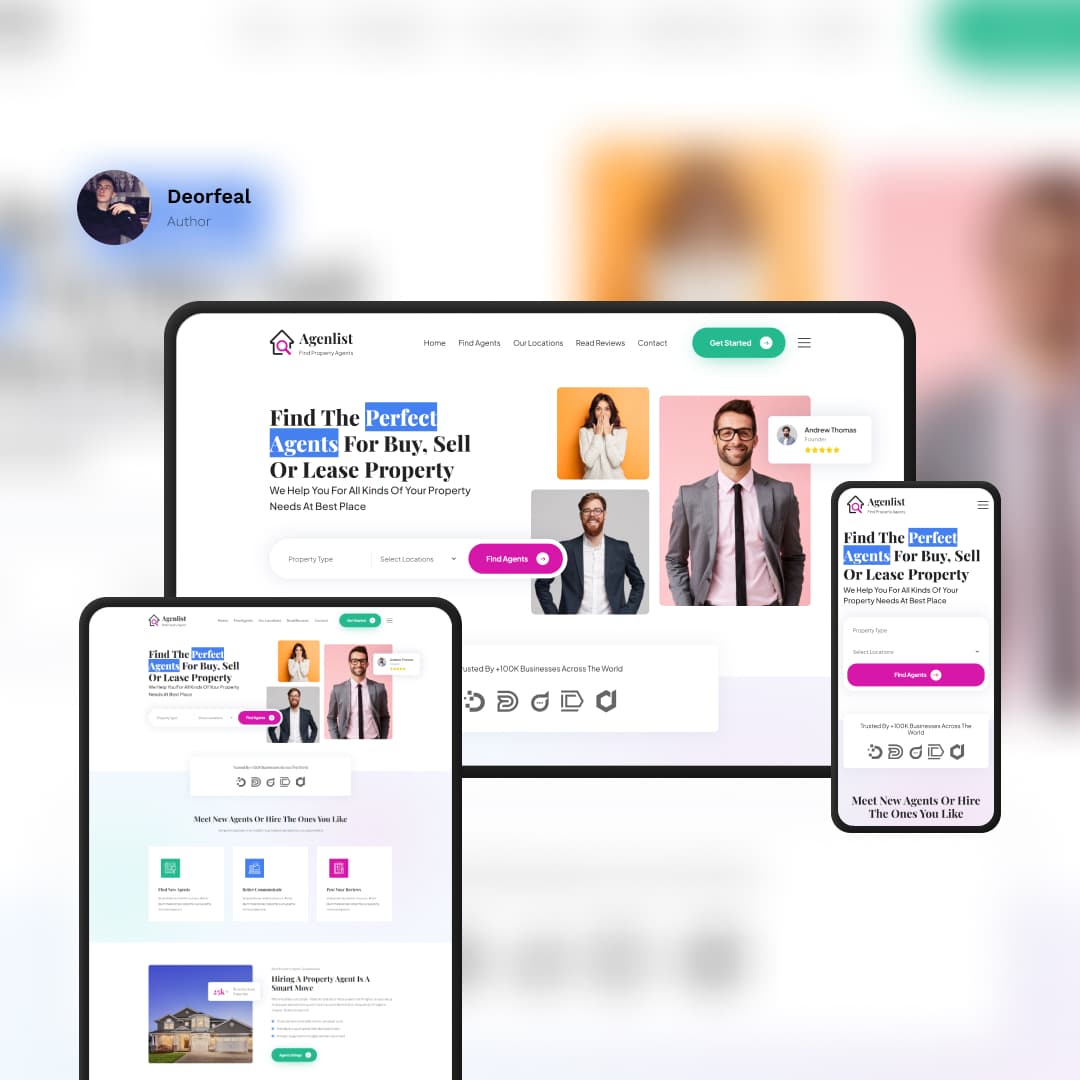 Deorfeal
Author
Agenlist
Find Property Agents
Home Find Agents Our Locations Read Reviews Contact
Get Started
Find The Perfect
Agents For Buy, Sell
Or Lease Property
We Help You For All Kinds Of Your Property
Needs At Best Place
Property Type Select Locations Find Agents
Andrew Thomas
Founder
rusted By +100K Businesses Across The World
Agenlist
Find Property Agents
Find The Perfect
Agents For Buy, Sell
Or Lease Property
We Help You For All Kinds Of Your
Property Needs At Best Place
Property Type
Select Locations
Find Agents
Trusted By +100K Businesses Across The
World
Meet New Agents Or Hire
The Ones You Like
Agenlist
Home Find Agents Our Locations Read Reviews Contact
Get Started
Find The Perfect
Agents For Buy, Sell
Or Lease Property
We Help You For All Kinds Of Your Property
Needs At Best Place
Property Type Select Locations Find Agents
Andrew Thomas
Trusted By +100K Businesses Across The World
Meet New Agents Or Hire The Ones You Like
Find New Agents
Better Communicate
Post Your Reviews
15k+
Hiring A Property Agent Is A
Smart Move